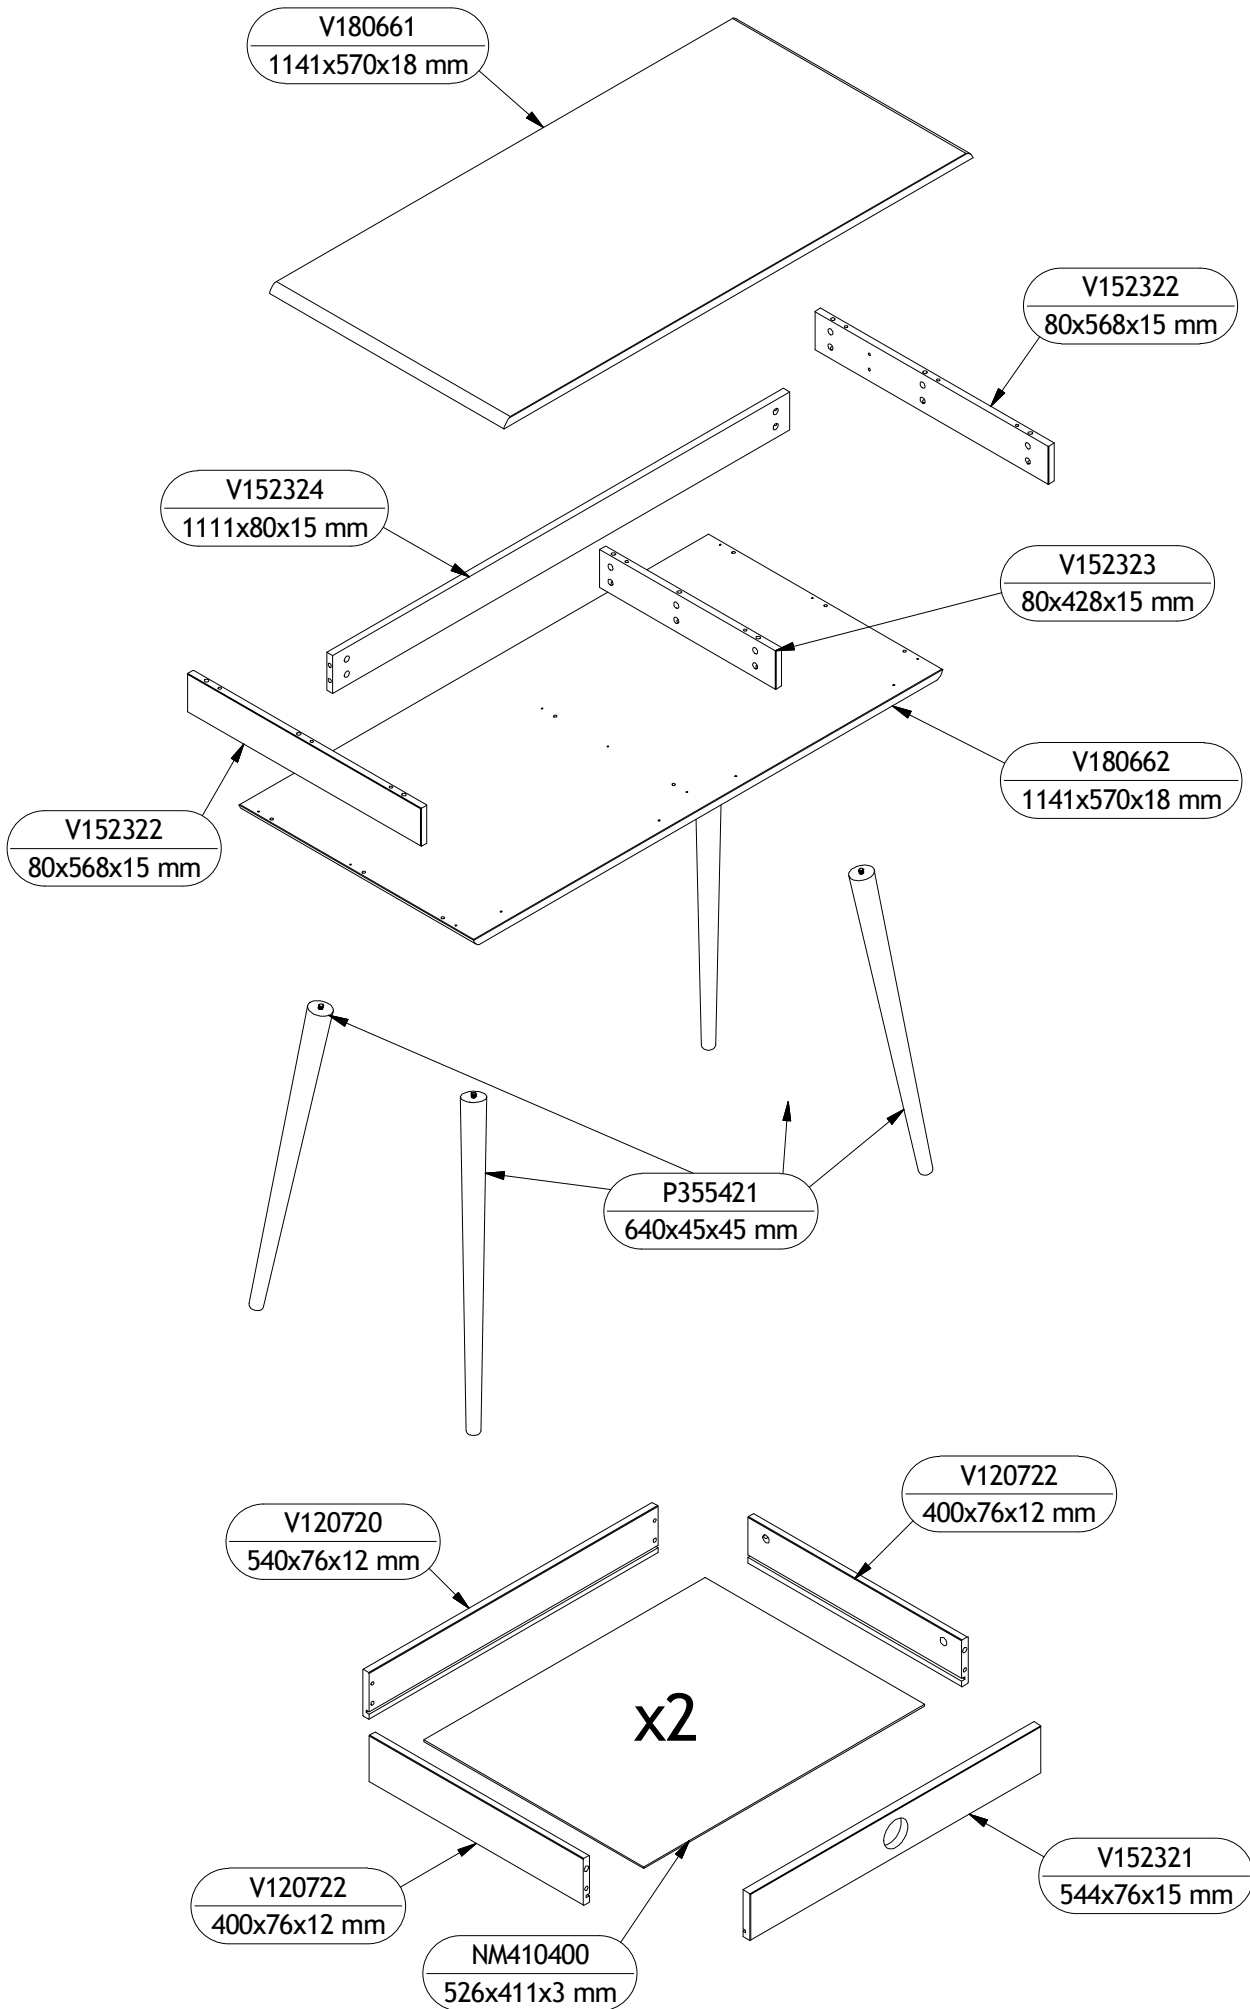 V180661
1141x570x18 mm
V152322
80x568x15 mm
V152324
1111x80x15 mm
V152323
80x428x15 mm
V180662
1141x570x18 mm
V152322
80x568x15 mm
P355421
640x45x45 mm
V120722
400x76x12 mm
V120720
540x76x12 mm
x2
V152321
544x76x15 mm
V120722
400x76x12 mm
NM410400
526x411x3 mm